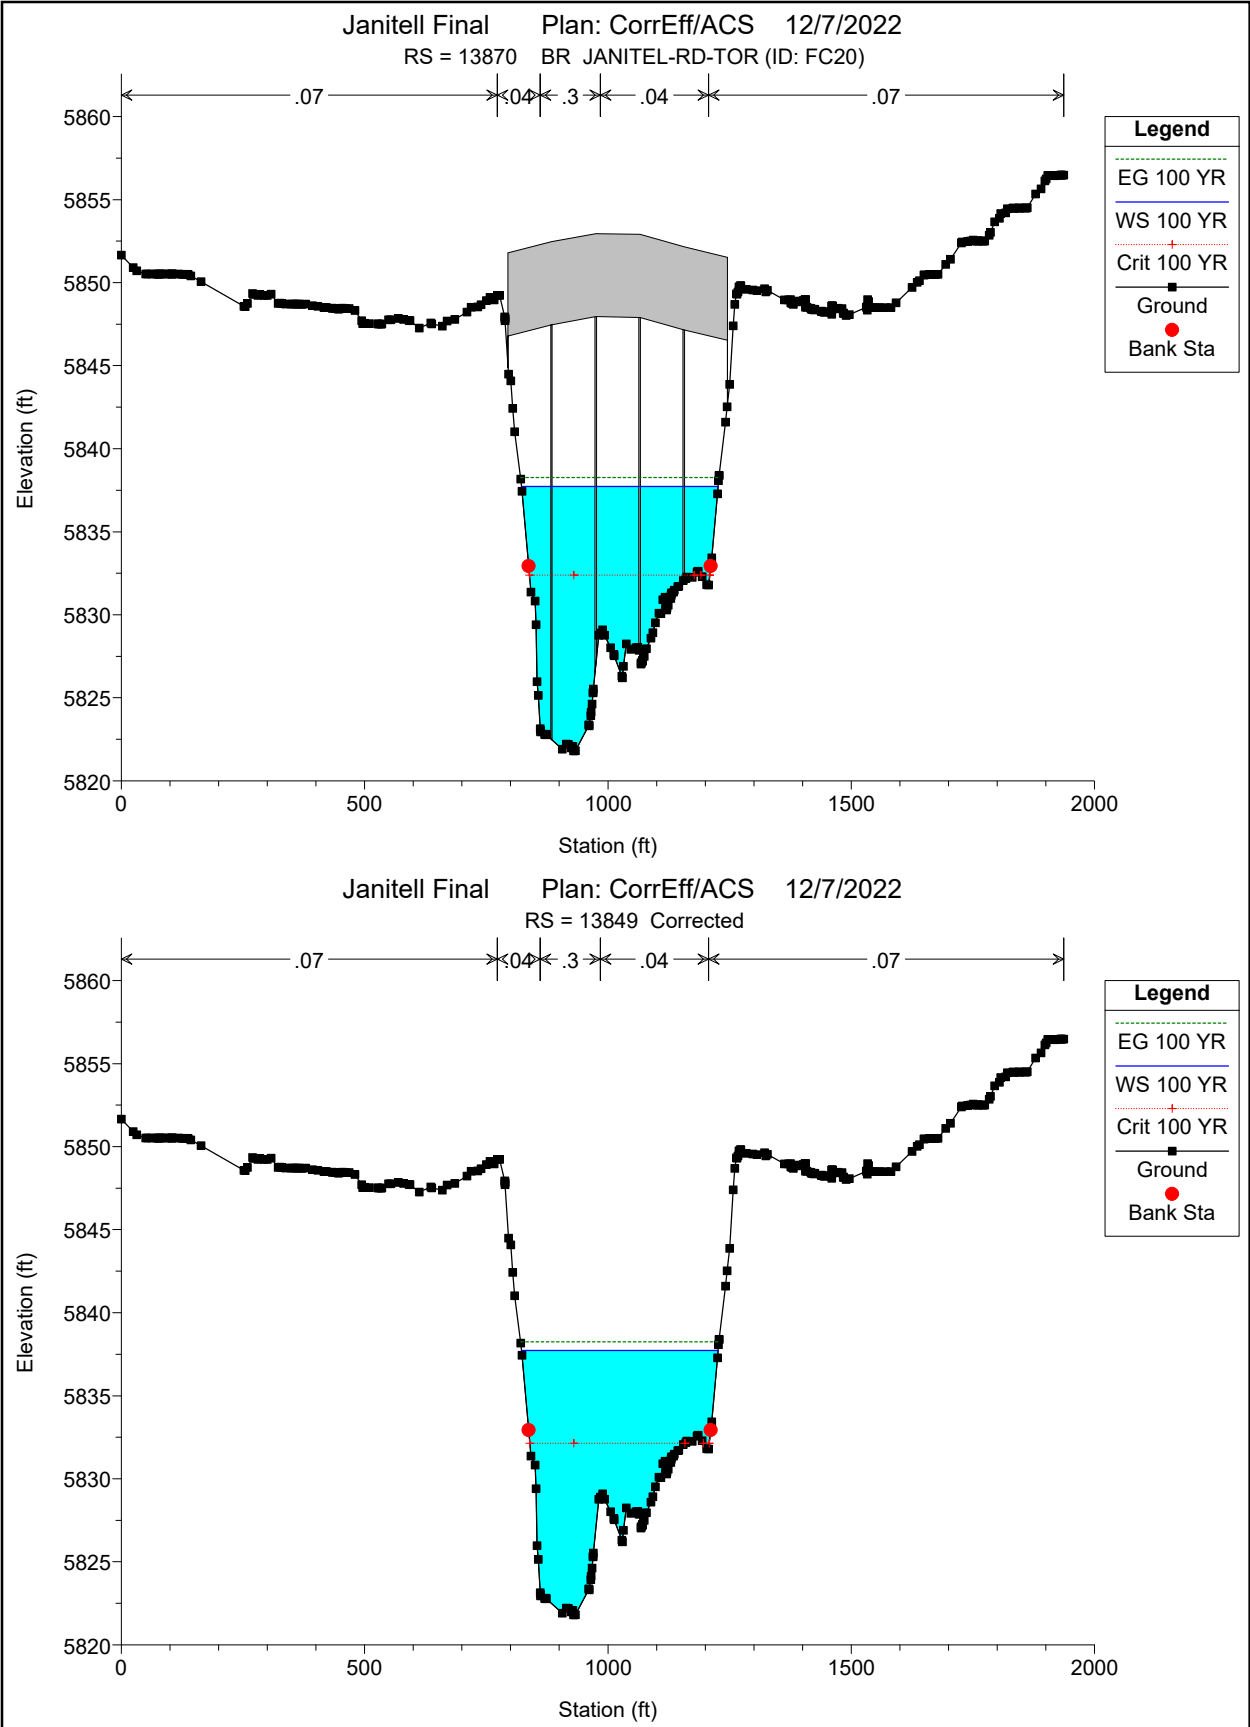 Janitell Final Plan: CorrEff/ACS 12/7/2022
RS = 13870 BR JANITEL-RD-TOR (ID: FC20)
.07 .04 .3 .04 .07
Legend
EG 100 YR
WS 100 YR
Crit 100 YR
Ground
Bank Sta
Elevation (ft)
5860
5855
5850
5845
5840
5835
5830
5825
5820
0 500 1000 1500 2000
Station (ft)
Janitell Final Plan: CorrEff/ACS 12/7/2022
RS = 13849 Corrected
.07 .04 .3 .04 .07
Legend
EG 100 YR
WS 100 YR
Crit 100 YR
Ground
Bank Sta
Elevation (ft)
5860
5855
5850
5845
5840
5835
5830
5825
5820
0 500 1000 1500 2000
Station (ft)